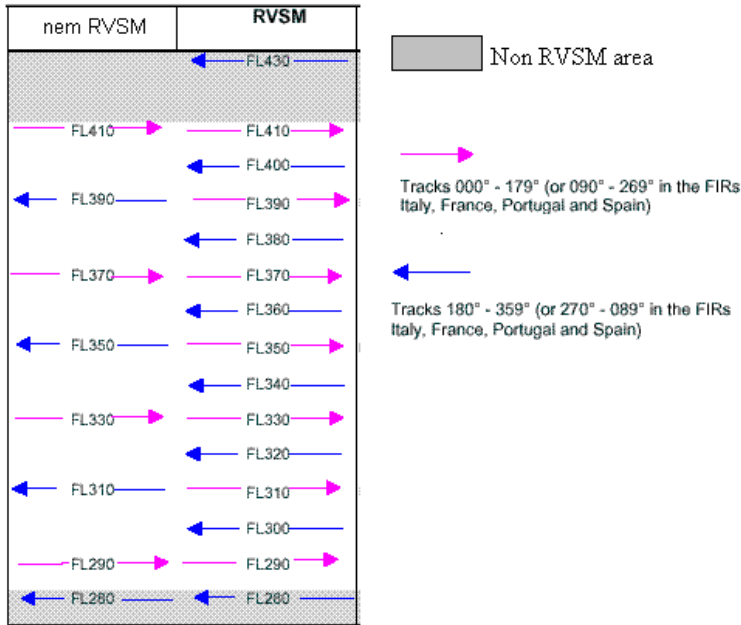 nem RVSM RVSM
FL430
FL410 FL410
FL400
FL390 FL390
FL380
FL370 FL370
FL360
FL350 FL350
FL340
FL330 FL330
FL320
FL310 FL310
FL300
FL290 FL290
FL280 FL280
Non RVSM area
Tracks 000° - 179° (or 090° - 269° in the FIRs
Italy, France, Portugal and Spain)
Tracks 180° - 359° (or 270° - 089° in the FIRs
Italy, France, Portugal and Spain)